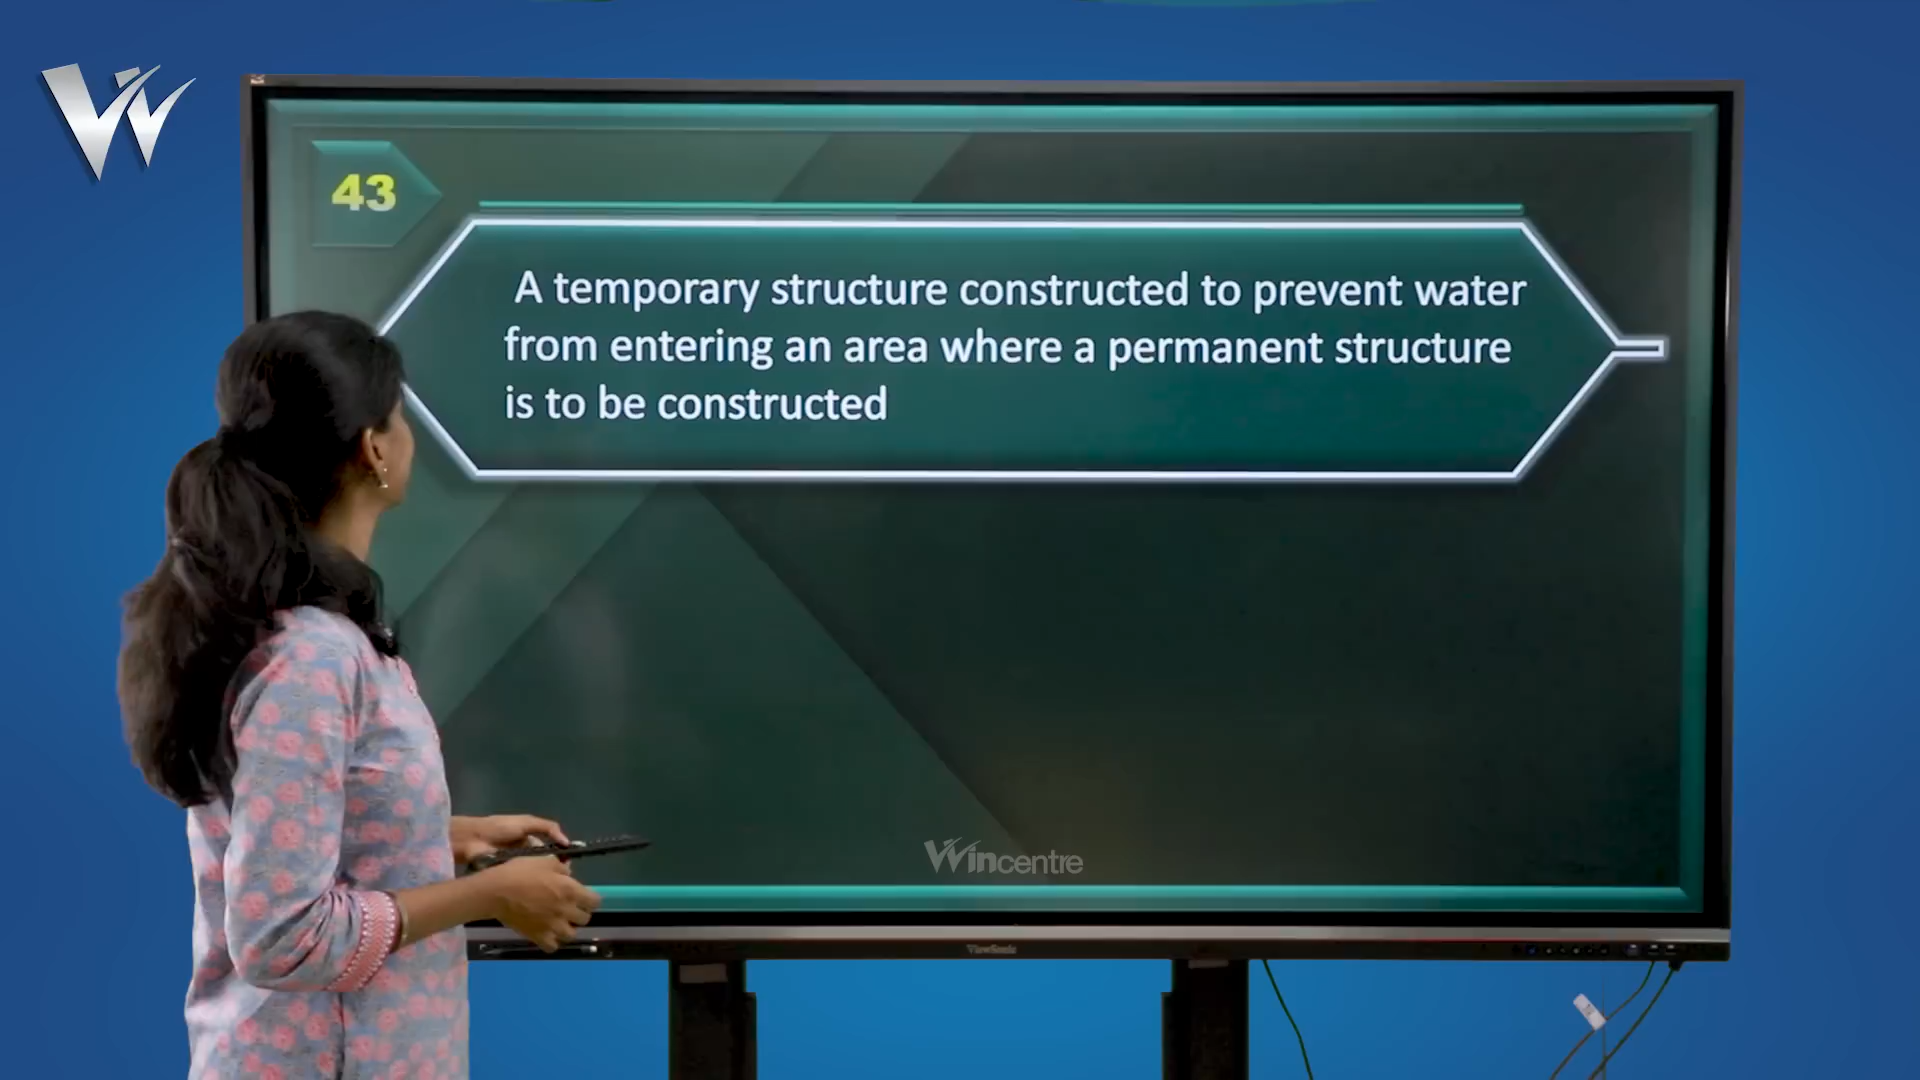 43
A temporary structure constructed to prevent water
from entering an area where a permanent structure
is to be constructed
Wincentre
ViewSonic